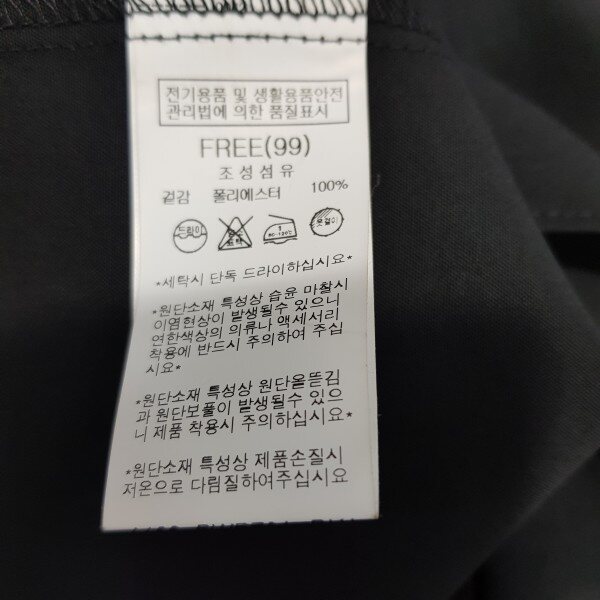 전기용품 및 생활용품안전
관리법에 의한 품질표시
FREE(99)
조성섬유
겉감 폴리에스터 100%
드라이
옷걸이
*세탁시 단독 드라이하십시요*
*원단소재 특성상 습윤 마찰시
이염현상이 발생될수 있으니
연한색상의 의류나 액세서리
착용에 반드시 주의하여 주십
시요*
*원단소재 특성상 원단올뜯김
과 원단보풀이 발생될수 있으
니 제품 착용시 주의하십시요*
*원단소재 특성상 제품손질시
저온으로 다림질하여주십시요